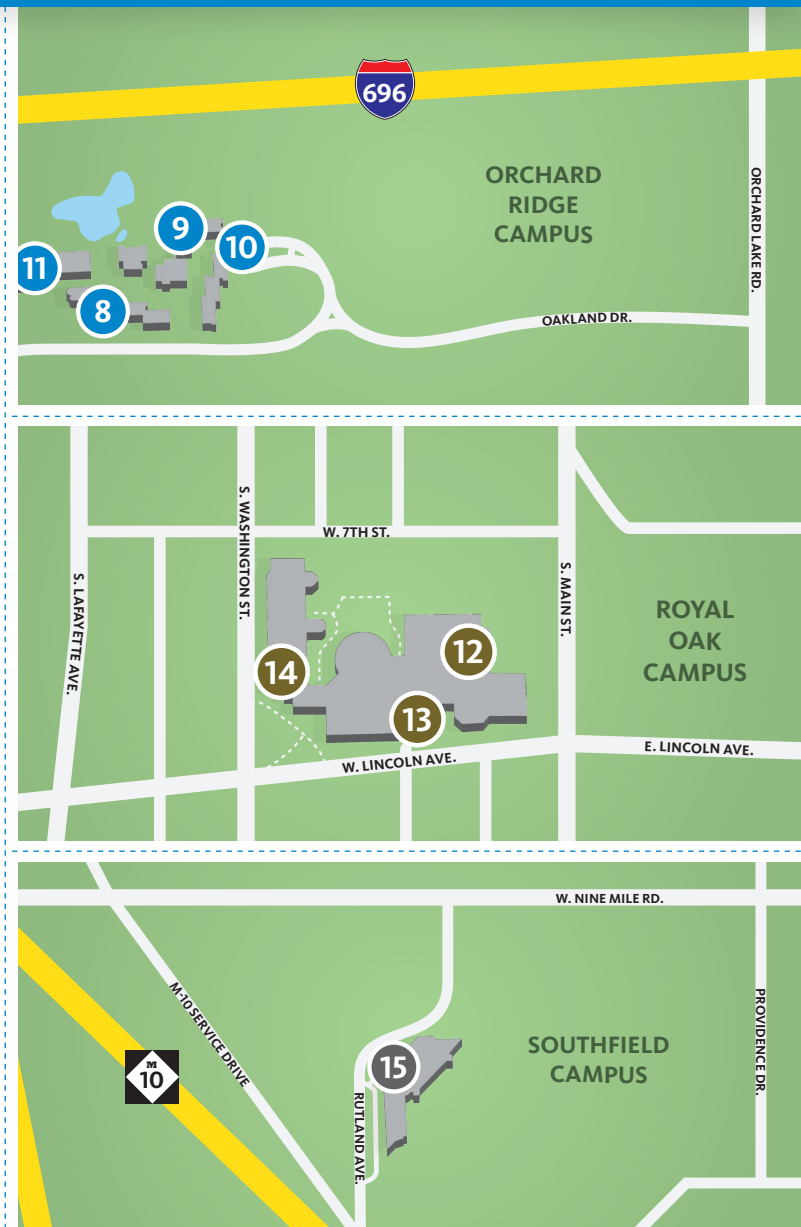 696
ORCHARD
RIDGE
CAMPUS
ORCHARD LAKE RD.
9
10
11
8
OAKLAND DR.
S. WASHINGTON ST.
W. 7TH ST.
S. LAFAYETTE AVE.
S. MAIN ST.
ROYAL
OAK
CAMPUS
12
14
13
W. LINCOLN AVE.
E. LINCOLN AVE.
W. NINE MILE RD.
M-10 SERVICE DRIVE
PROVIDENCE DR.
SOUTHFIELD
CAMPUS
M
10
15
RUTLAND AVE.